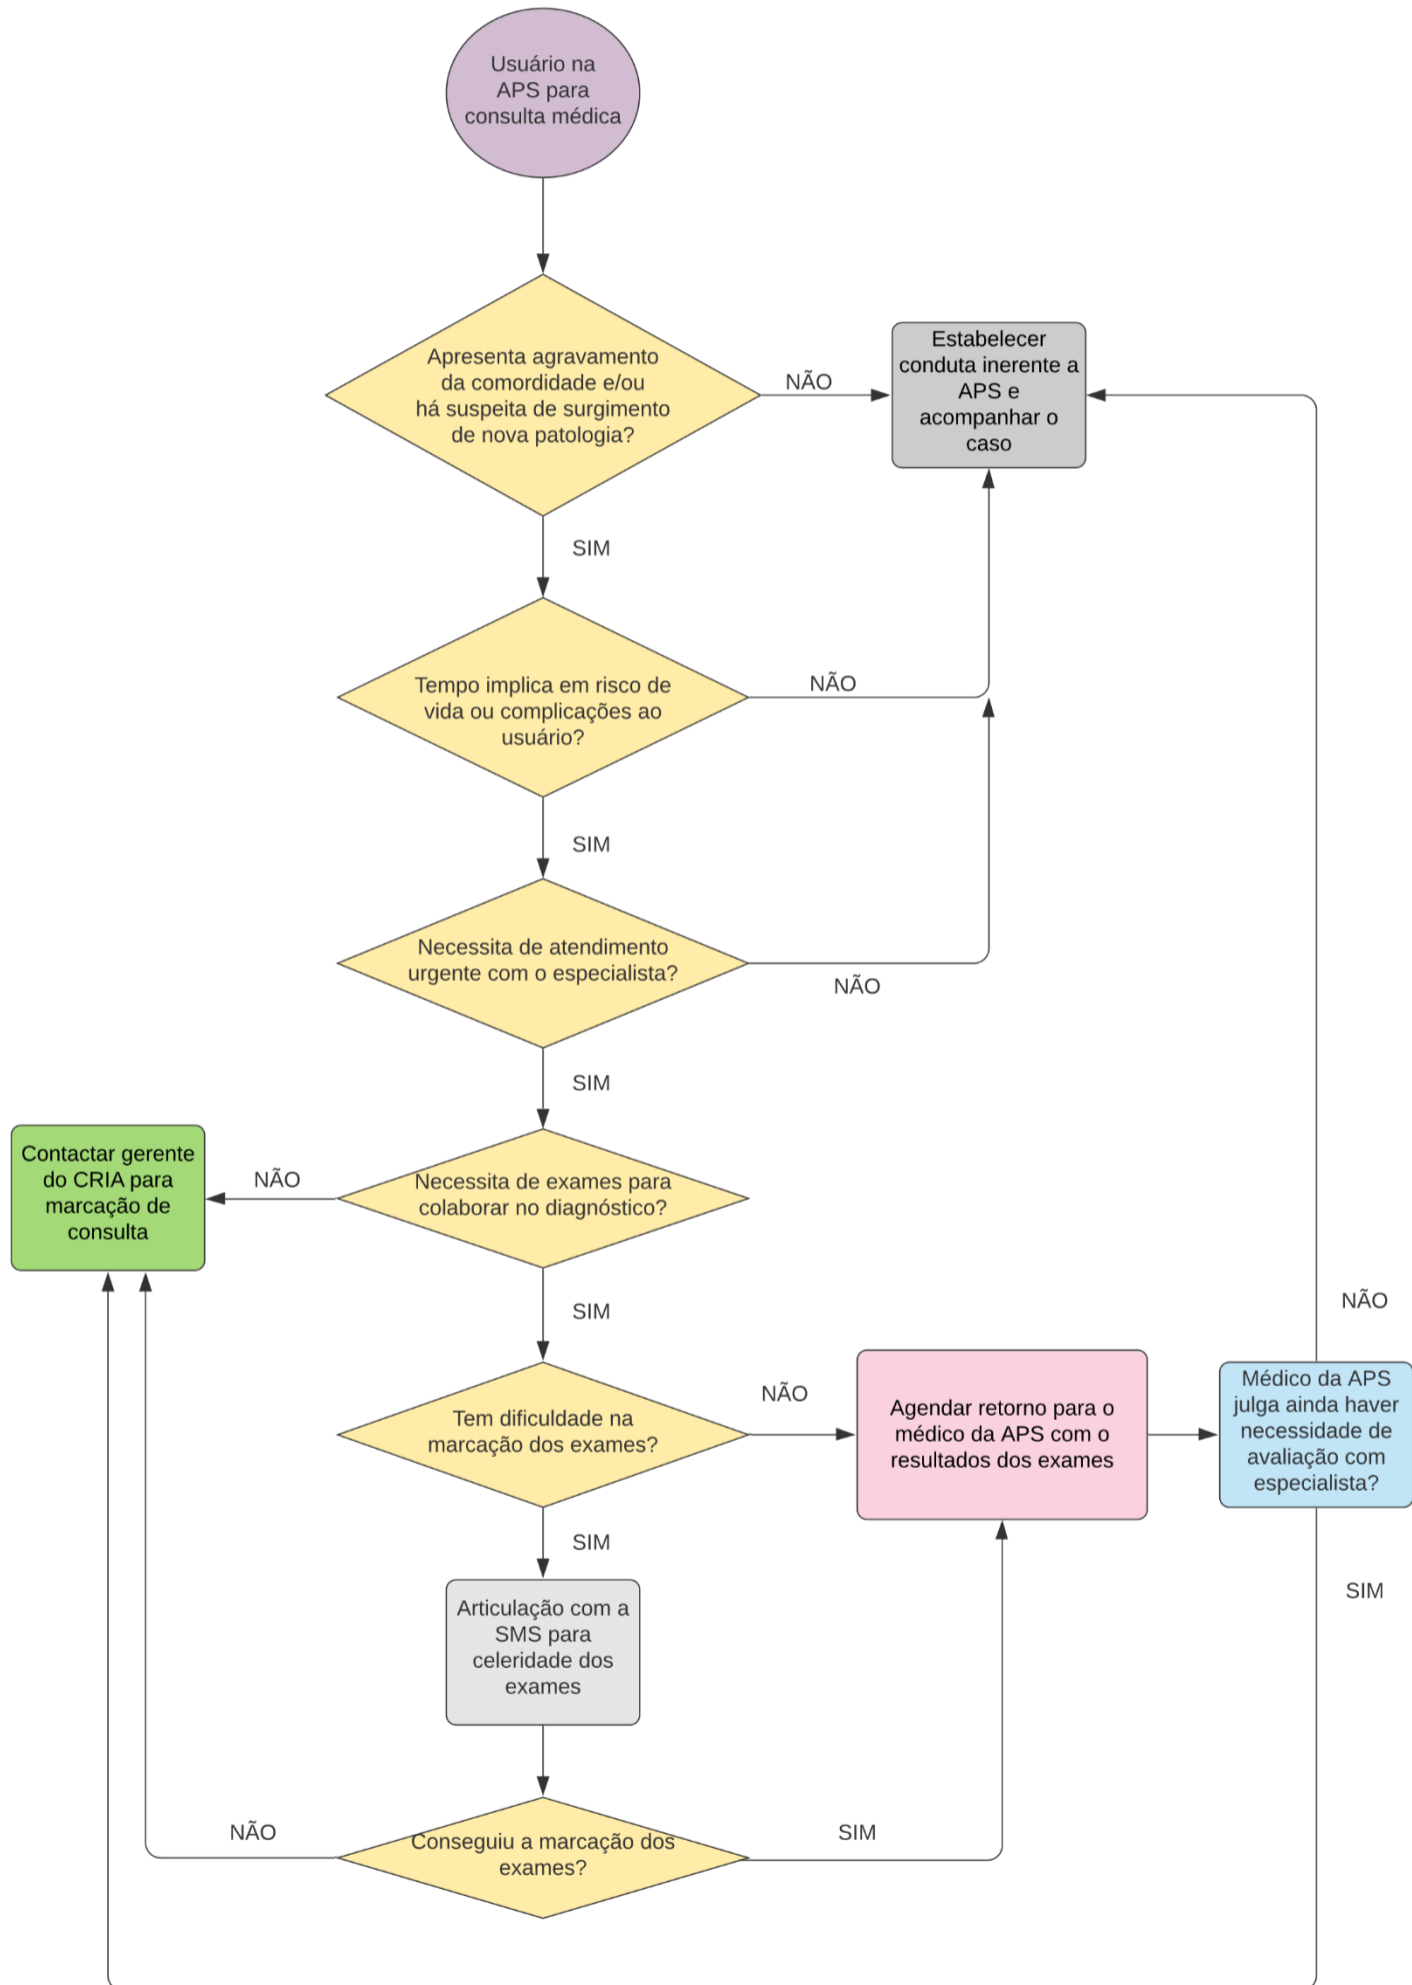 Usuário na
APS para
consulta médica
Apresenta agravamento
da comordidade e/ou
há suspeita de surgimento
de nova patologia?
NÃO
Estabelecer
conduta inerente a
APS e
acompanhar o
caso
SIM
Tempo implica em risco de
vida ou complicações ao
usuário?
NÃO
SIM
Necessita de atendimento
urgente com o especialista?
NÃO
SIM
Contactar gerente
do CRIA para
marcação de
consulta
NÃO
Necessita de exames para
colaborar no diagnóstico?
SIM
NÃO
Tem dificuldade na
marcação dos exames?
NÃO
Agendar retorno para o
médico da APS com o
resultados dos exames
Médico da APS
julga ainda haver
necessidade de
avaliação com
especialista?
SIM
SIM
Articulação com a
SMS para
celeridade dos
exames
NÃO
Conseguiu a marcação dos
exames?
SIM